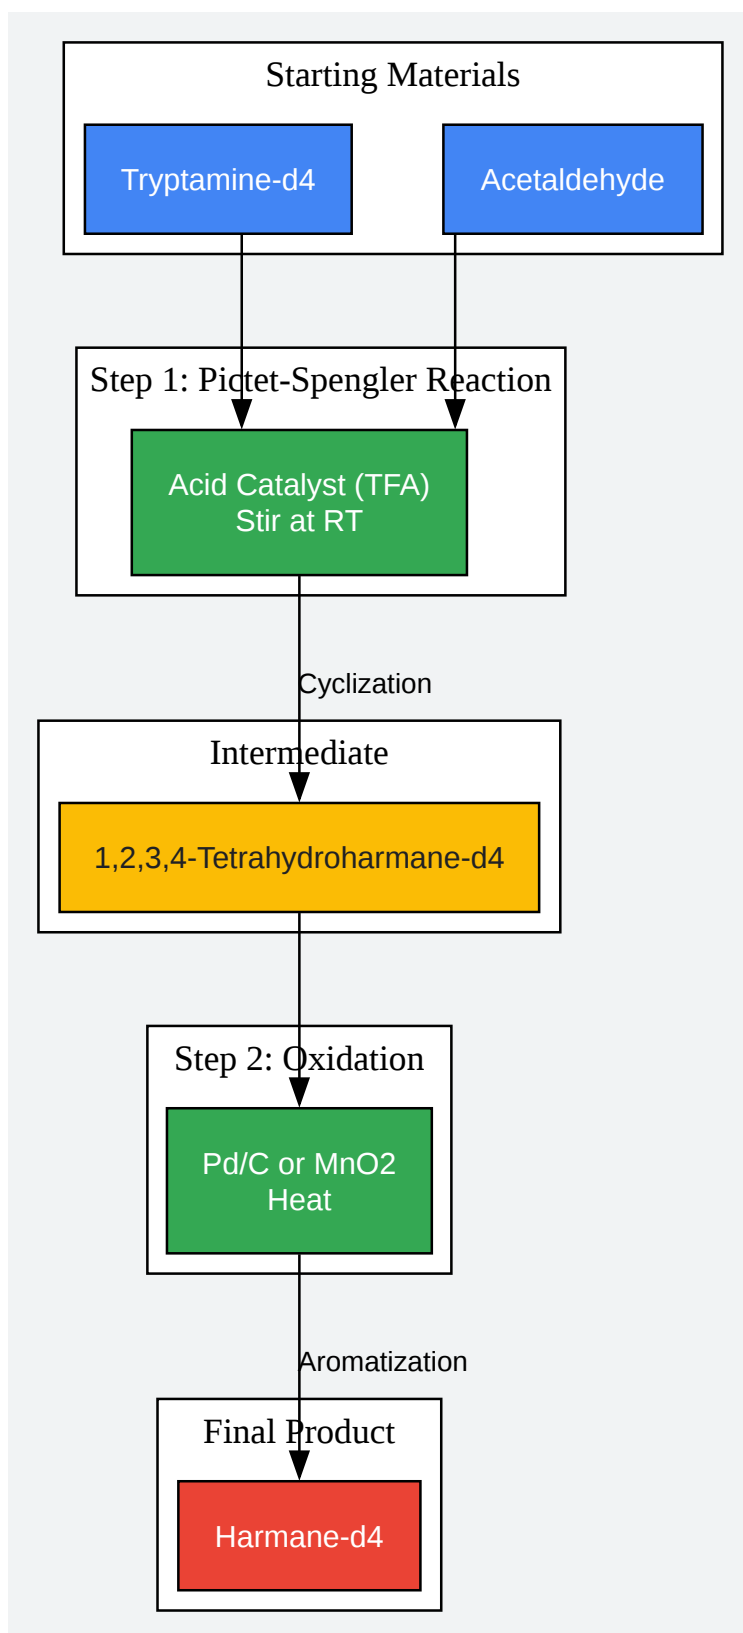 Starting Materials
Tryptamine-d4
Acetaldehyde
Step 1: Pictet-Spengler Reaction
Acid Catalyst (TFA)
Stir at RT
Cyclization
Intermediate
1,2,3,4-Tetrahydroharmane-d4
Step 2: Oxidation
Pd/C or MnO2
Heat
Aromatization
Final Product
Harmane-d4